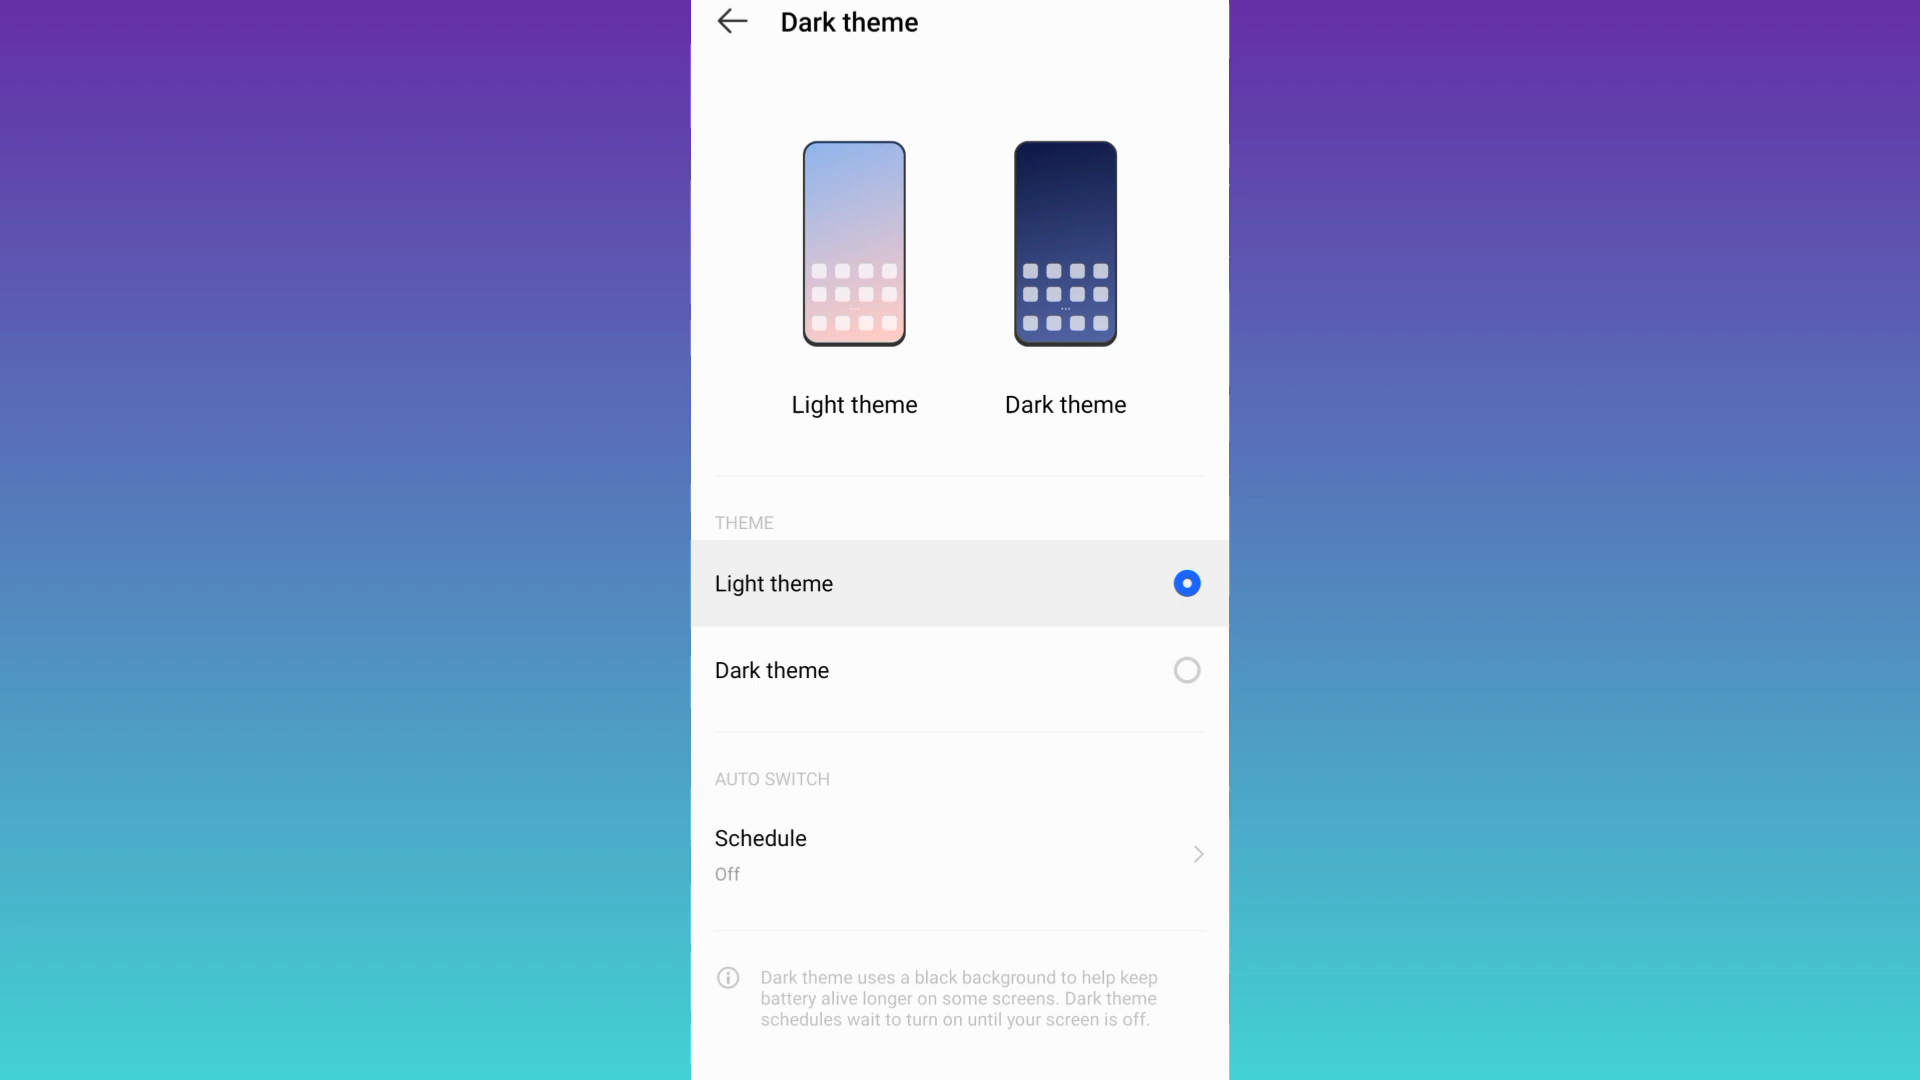 Dark theme
Light theme
Dark theme
THEME
Light theme
Dark theme
AUTO SWITCH
Schedule
Off
Dark theme uses a black background to help keep
battery alive longer on some screens. Dark theme
schedules wait to turn on until your screen is off.